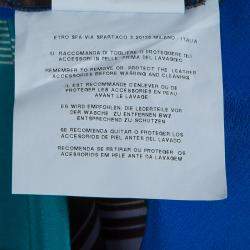 ETRO SPA VIA SPARTACO 3 20135 MILANO - ITALIA
SI RACCOMANDA DI TOGLIERE O PROTEGGERE GLI
ACCESSORI IN PELLE PRIMA DEL LAVAGGIO
REMEMBER TO REMOVE OR PROTECT THE LEATHER
ACCESSORIES BEFORE WASHING AND CLEANING
IL EST RECOMMANDE D'ENLEVER OU DE
PROTEGER LES ACCESSOIRES EN PEAU
AVANT LE LAVAGE
ES WIRD EMPFOHLEN, DIE LEDERTEILE VOR
DER WASCHE ZU ENTFERNEN BWZ
ENTSPRECHEND ZU SCHUTZEN
SE RECOMIENDA QUITAR O PROTEGER LOS
ACCESORIOS DE PIEL ANTES DEL LAVADO
RECOMENDA SE RETIRAR OU PROTEGER OS
ACESSORIOS EM PELE ANTES DA LAVAGEM